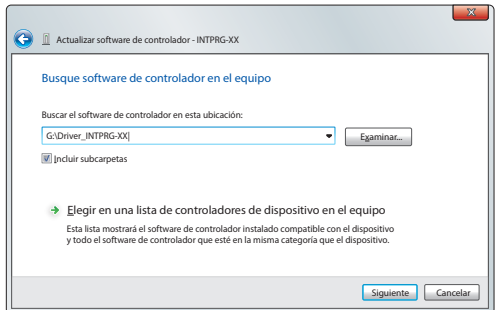 Actualizar software de controlador - INTPRG-XX
Busque software de controlador en el equipo
Buscar el software de controlador en esta ubicación:
G:\Driver_INTPRG-XX
Examinar...
Incluir subcarpetas
Elegir en una lista de controladores de dispositivo en el equipo
Esta lista mostrará el software de controlador instalado compatible con el dispositivo
y todo el software de controlador que esté en la misma categoría que el dispositivo.
Siguiente Cancelar